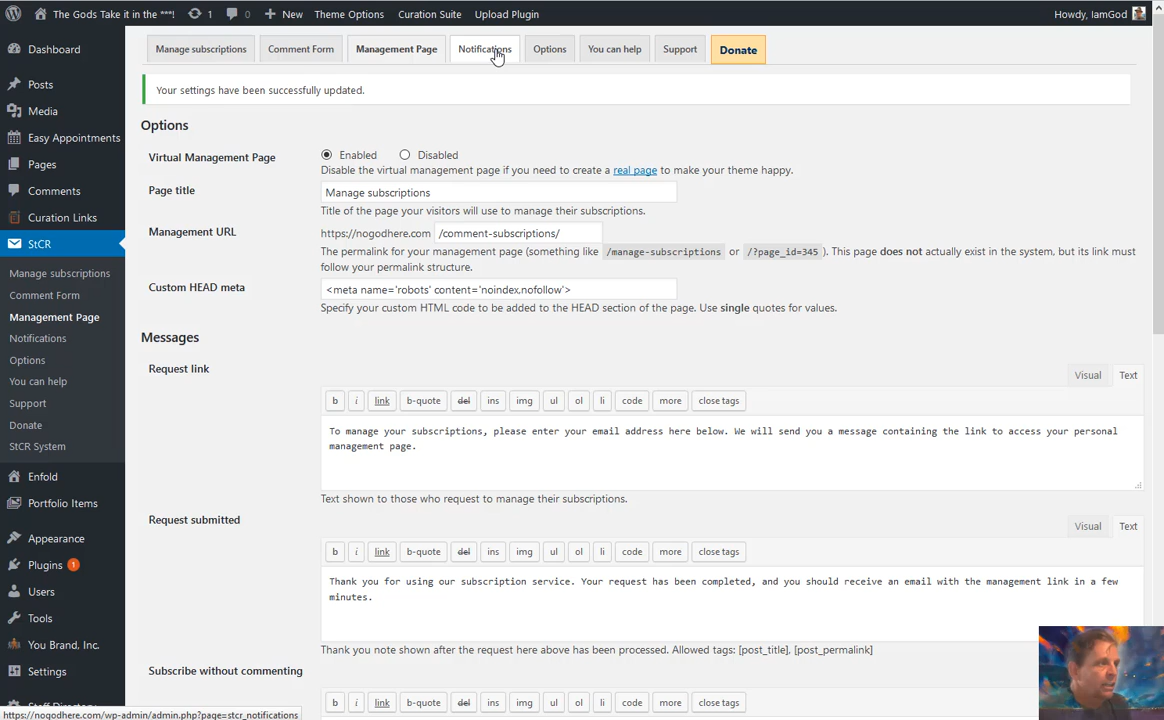 The Gods Take it in the ***! 1 0 New Theme Options Curation Suite Upload Plugin Howdy, IamGod
Dashboard
Posts
Media
Easy Appointments
Pages
Comments
Curation Links
StCR
Manage subscriptions
Comment Form
Management Page
Notifications
Options
You can help
Support
Donate
StCR System
Enfold
Portfolio Items
Appearance
Plugins 1
Users
Tools
You Brand, Inc.
Settings
Manage subscriptions Comment Form Management Page Notifications Options You can help Support Donate
Your settings have been successfully updated.
Options
Virtual Management Page Enabled Disabled
Disable the virtual management page if you need to create a real page to make your theme happy.
Page title Manage subscriptions
Title of the page your visitors will use to manage their subscriptions.
Management URL https://nogodhere.com /comment-subscriptions/
The permalink for your management page (something like /manage-subscriptions or /?page_id=345 ). This page does not actually exist in the system, but its link must
follow your permalink structure.
Custom HEAD meta <meta name='robots' content='noindex,nofollow'>
Specify your custom HTML code to be added to the HEAD section of the page. Use single quotes for values.
Messages
Request link
Visual Text
b i link b-quote del ins img ul ol li code more close tags
To manage your subscriptions, please enter your email address here below. We will send you a message containing the link to access your personal
management page.
Text shown to those who request to manage their subscriptions.
Request submitted
Visual Text
b i link b-quote del ins img ul ol li code more close tags
Thank you for using our subscription service. Your request has been completed, and you should receive an email with the management link in a few
minutes.
Thank you note shown after the request here above has been processed. Allowed tags: [post_title], [post_permalink]
Subscribe without commenting
b i link b-quote del ins img ul ol li code more close tags
https://nogodhere.com/wp-admin/admin.php?page=stcr_notifications